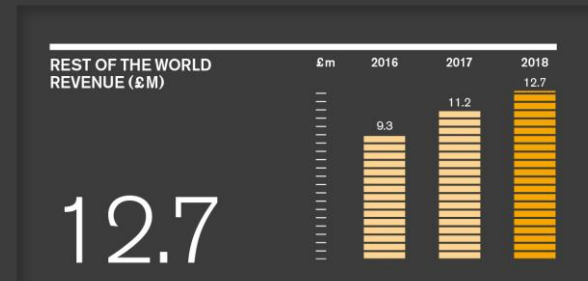 REST OF THE WORLD
REVENUE (£M)
12.7
£m 2016 2017 2018
9.3 11.2 12.7